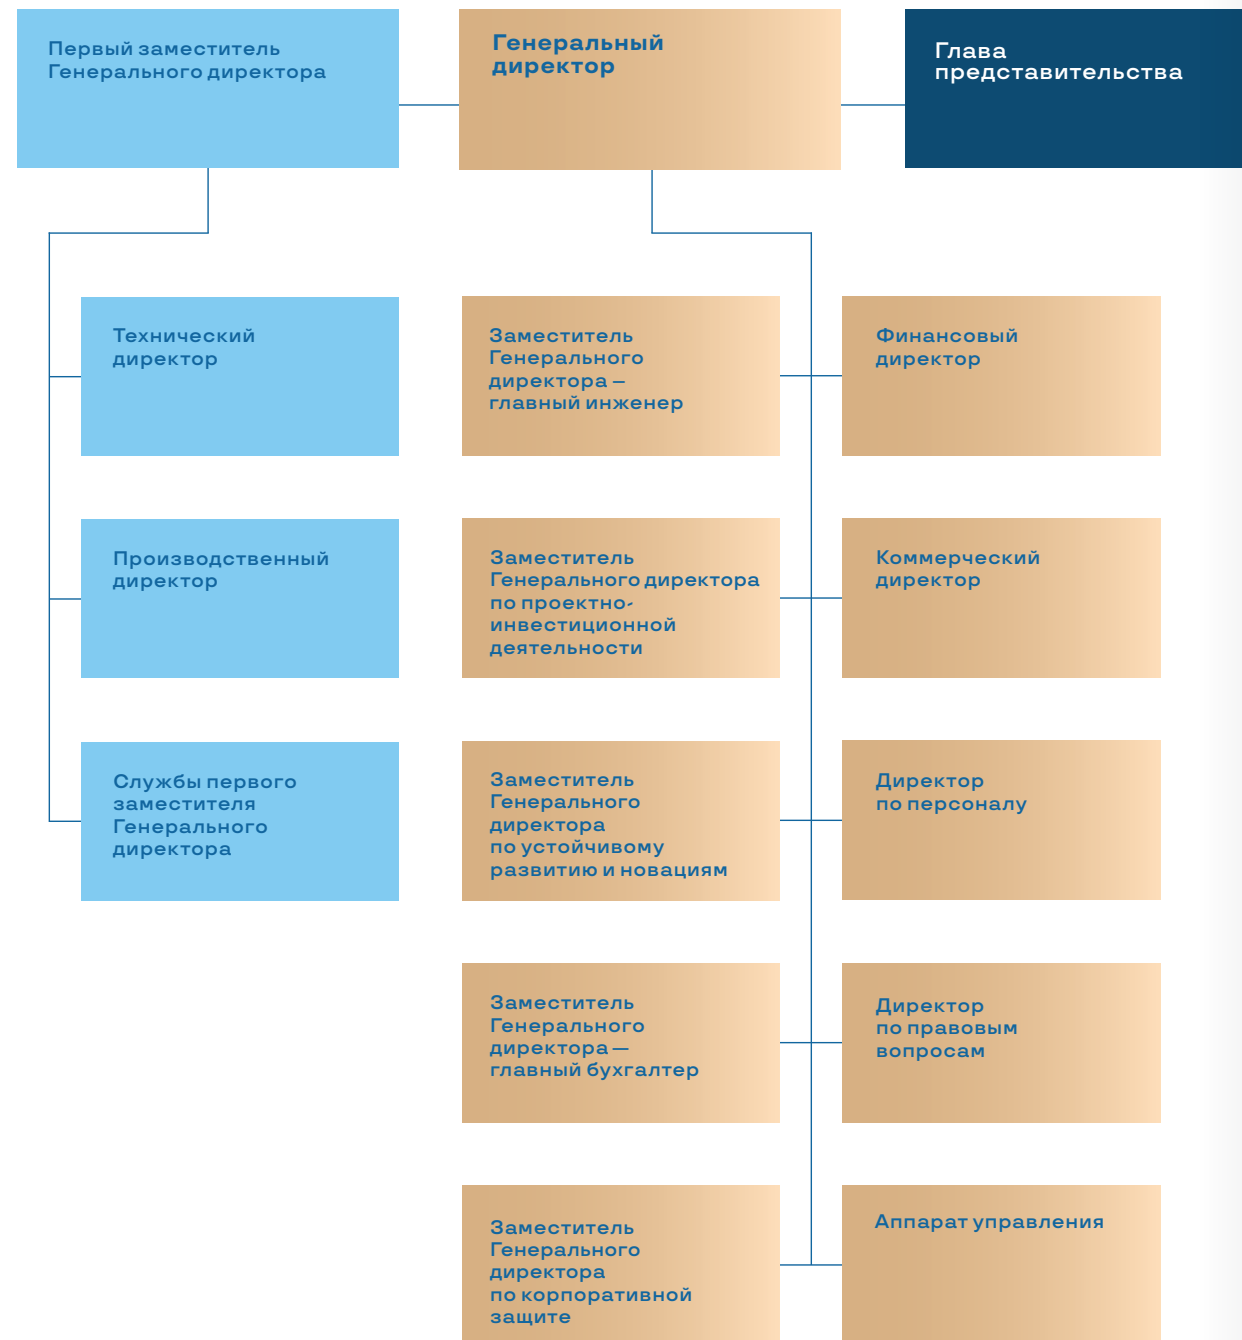 Первый заместитель
Генерального директора
Генеральный
директор
Глава
представительства
Технический
директор
Заместитель
Генерального
директора –
главный инженер
Финансовый
директор
Производственный
директор
Заместитель
Генерального директора
по проектно-
инвестиционной
деятельности
Коммерческий
директор
Службы первого
заместителя
Генерального
директора
Заместитель
Генерального
директора
по устойчивому
развитию и новациям
Директор
по персоналу
Заместитель
Генерального
директора —
главный бухгалтер
Директор
по правовым
вопросам
Заместитель
Генерального
директора
по корпоративной
защите
Аппарат управления